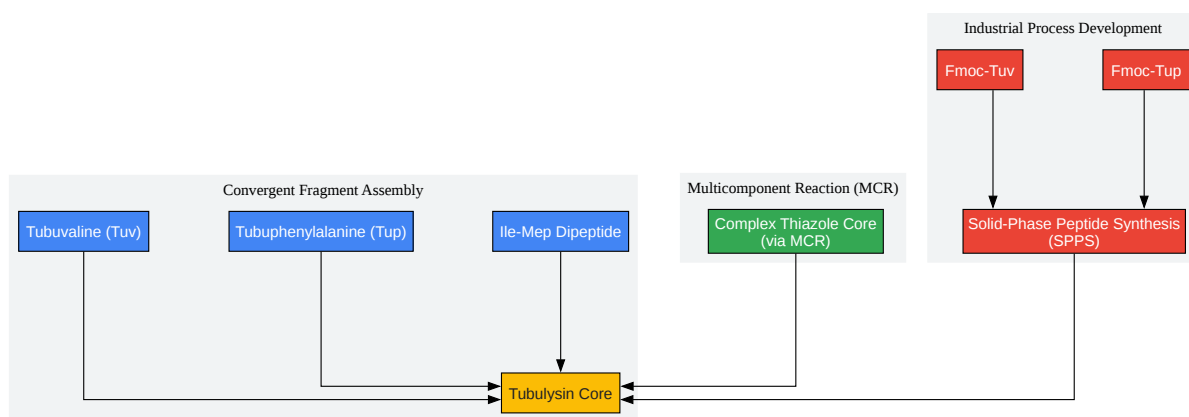 Industrial Process Development
Fmoc-Tuv
Fmoc-Tup
Convergent Fragment Assembly
Multicomponent Reaction (MCR)
Tubuvaline (Tuv)
Tubuphenylalanine (Tup)
Ile-Mep Dipeptide
Complex Thiazole Core
(via MCR)
Solid-Phase Peptide Synthesis
(SPPS)
Tubulysin Core